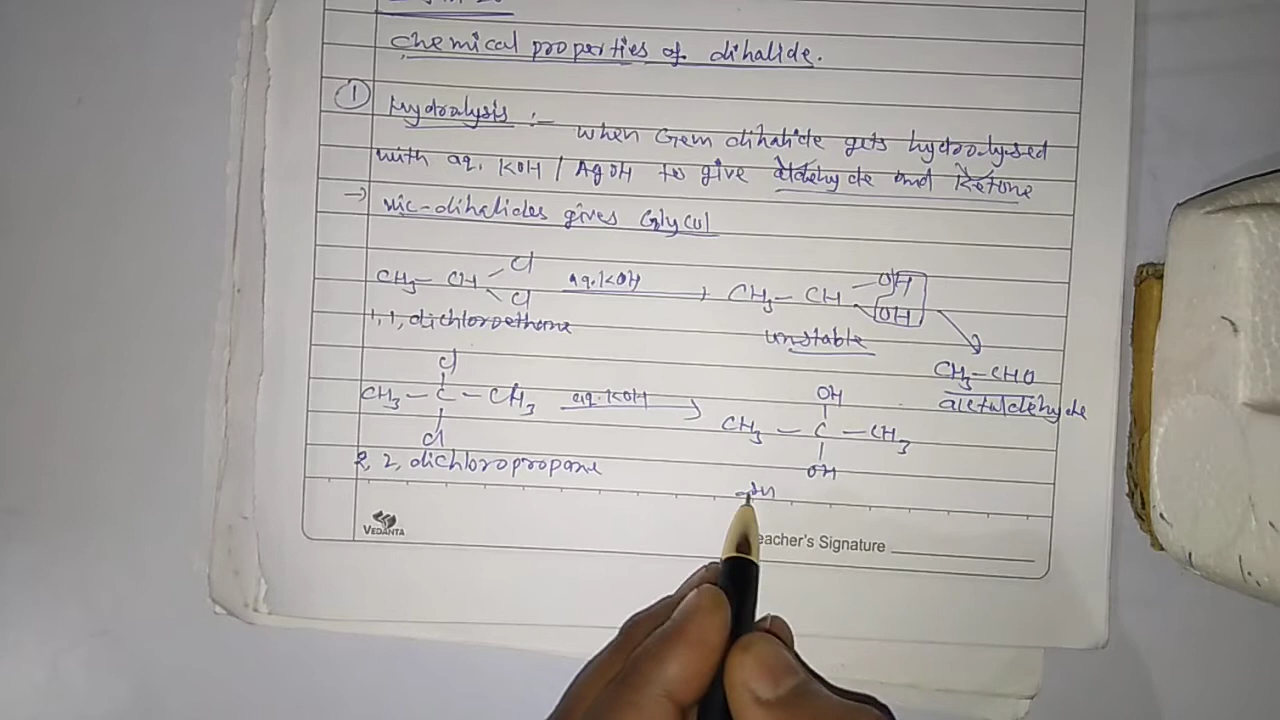 chemical properties of dihalide.
① Hydrolysis :- when Gem dihalide gets hydrolysed
with aq. KOH / AgOH to give aldehyde and Ketone
→ vic-dihalides gives Glycol
Cl
CH3 - CH aq.KOH → CH3 - CH OH
Cl OH
1,1, dichloroethane unstable
CH3-CHO
acetaldehyde
Cl OH
CH3 - C - CH3 aq.KOH → CH3 - C - CH3
Cl OH
2, 2, dichloropropane
VEDANTA
eacher's Signature